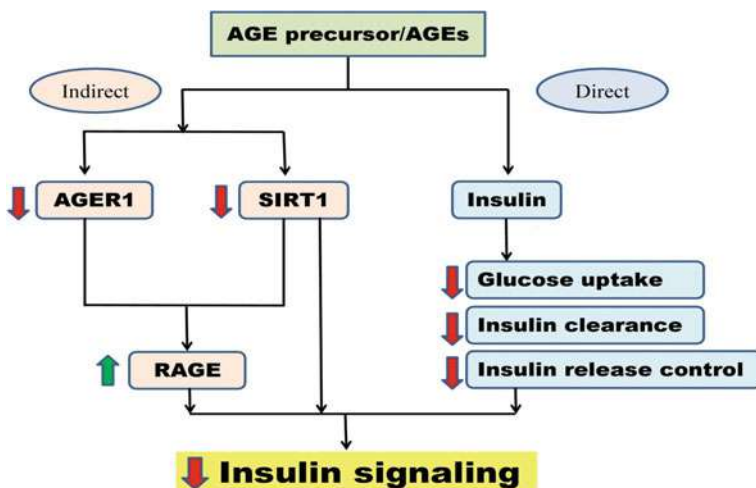 AGE precursor/AGEs
Indirect
Direct
AGER1
SIRT1
Insulin
Glucose uptake
Insulin clearance
RAGE
Insulin release control
Insulin signaling